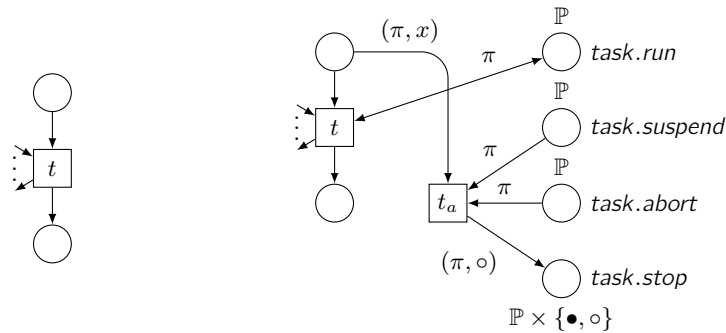 t
(π, x)
t
π
ℙ
task.run
ℙ
task.suspend
π
ℙ
task.abort
π
t_a
(π, ∘)
task.stop
ℙ × {•, ∘}